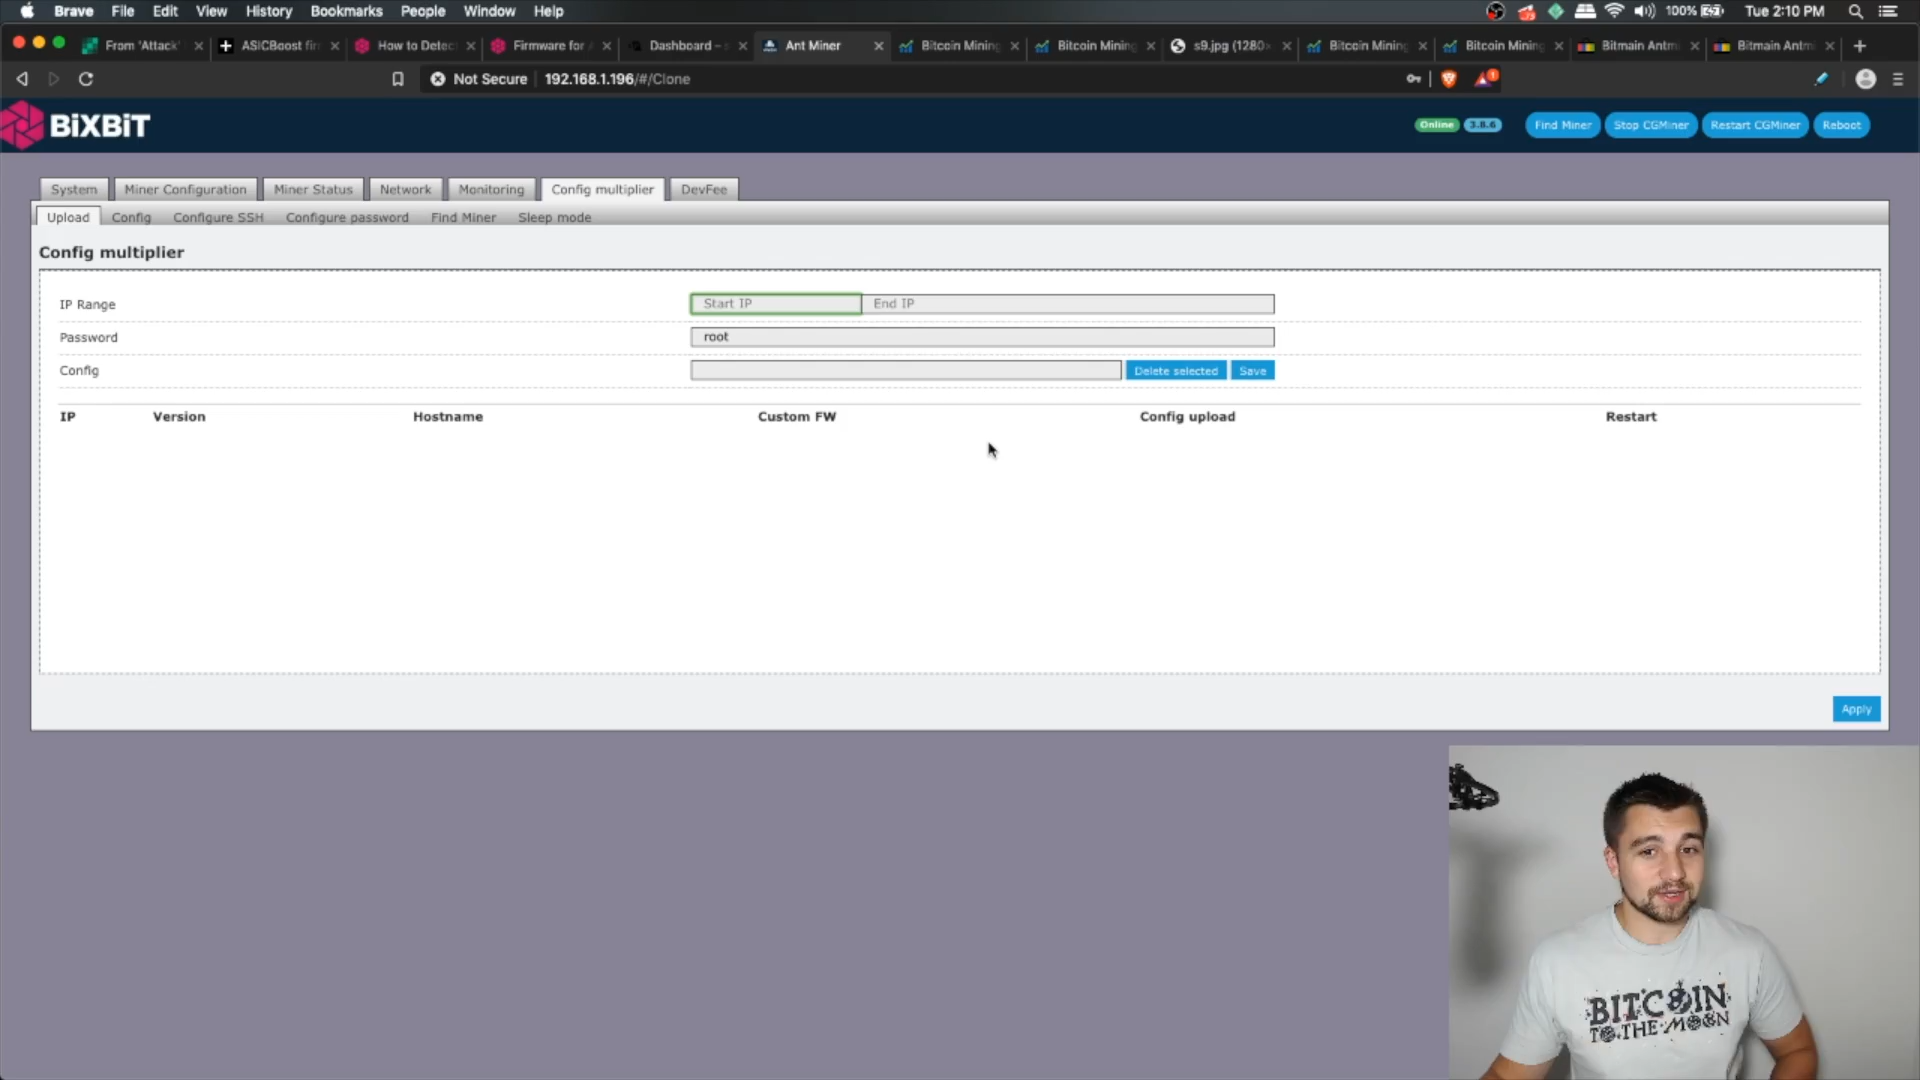 Brave File Edit View History Bookmarks People Window Help 100% Tue 2:10 PM
From 'Attack' ASICBoost fir How to Detec Firmware for Dashboard – Ant Miner Bitcoin Mining Bitcoin Mining s9.jpg (1280 Bitcoin Mining Bitcoin Mining Bitmain Antm Bitmain Antm
Not Secure 192.168.1.196/#/Clone
BiXBiT Online 3.8.6 Find Miner Stop CGMiner Restart CGMiner Reboot
System Miner Configuration Miner Status Network Monitoring Config multiplier DevFee
Upload Config Configure SSH Configure password Find Miner Sleep mode
Config multiplier
IP Range Start IP End IP
Password root
Config Delete selected Save
IP Version Hostname Custom FW Config upload Restart
Apply
BITCOIN
TO THE MOON